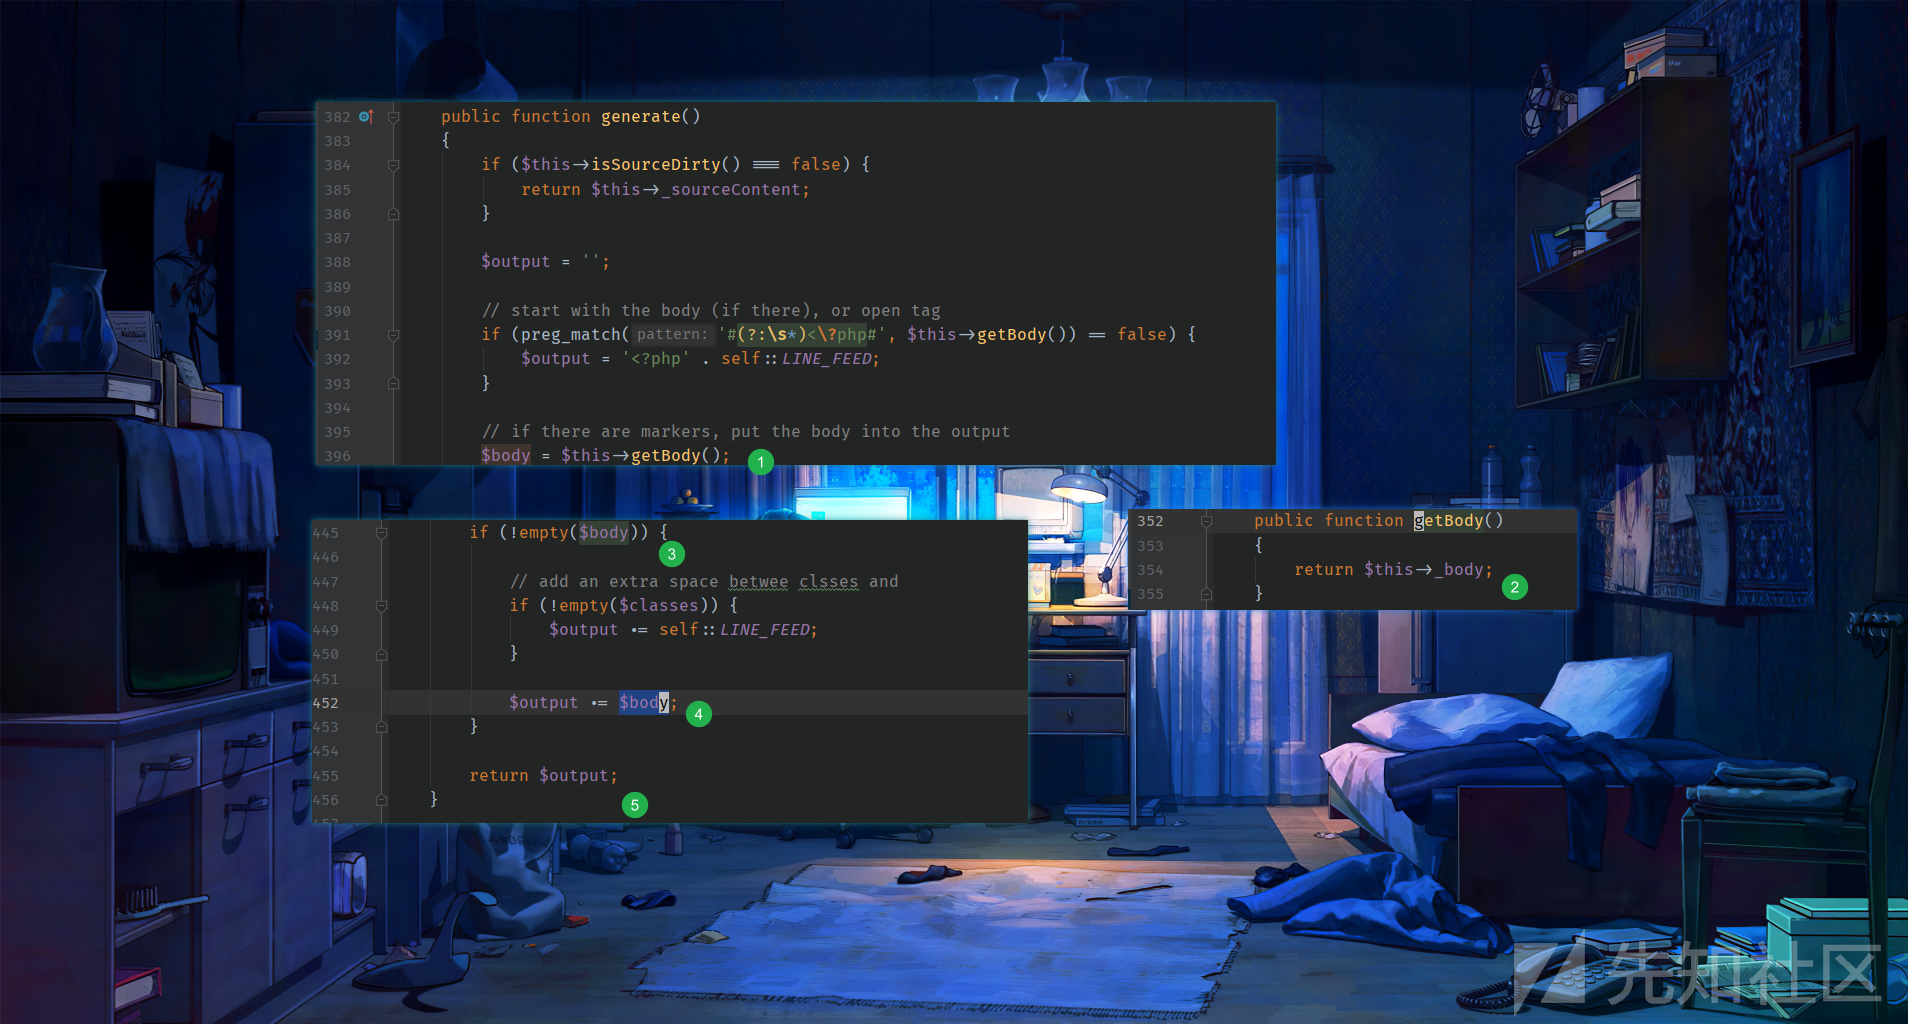 382 public function generate()
383 {
384 if ($this->isSourceDirty() === false) {
385 return $this->_sourceContent;
386 }
387
388 $output = '';
389
390 // start with the body (if there), or open tag
391 if (preg_match( pattern: '#(?:\s*)<\?php#', $this->getBody()) == false) {
392 $output = '<?php' . self::LINE_FEED;
393 }
394
395 // if there are markers, put the body into the output
396 $body = $this->getBody();
1
445 if (!empty($body)) {
3
446
447 // add an extra space betwee clsses and
448 if (!empty($classes)) {
449 $output .= self::LINE_FEED;
450 }
451
452 $output .= $body;
4
453 }
454
455 return $output;
456 }
5
457
352 public function getBody()
353 {
354 return $this->_body;
2
355 }
先知社区